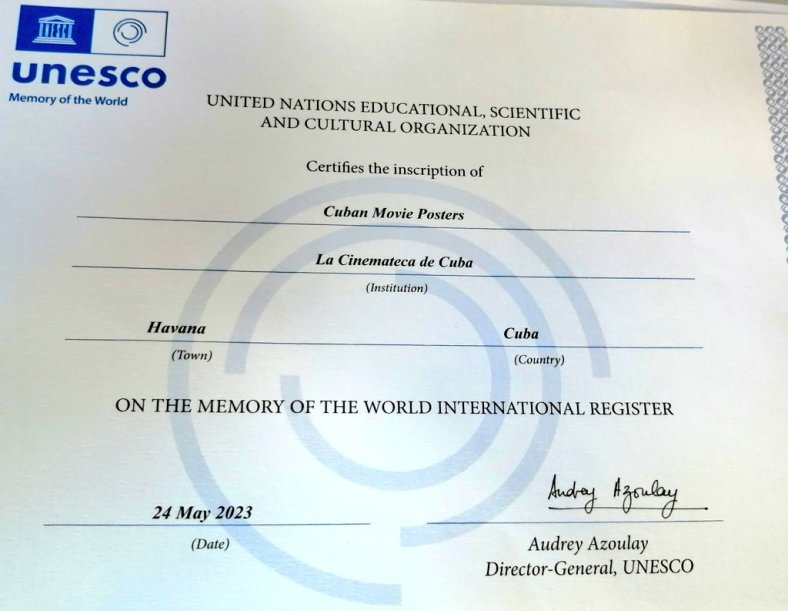 unesco
Memory of the World
UNITED NATIONS EDUCATIONAL, SCIENTIFIC
AND CULTURAL ORGANIZATION
Certifies the inscription of
Cuban Movie Posters
La Cinemateca de Cuba
(Institution)
Havana Cuba
(Town) (Country)
ON THE MEMORY OF THE WORLD INTERNATIONAL REGISTER
Audrey Azoulay
24 May 2023
(Date) Audrey Azoulay
Director-General, UNESCO